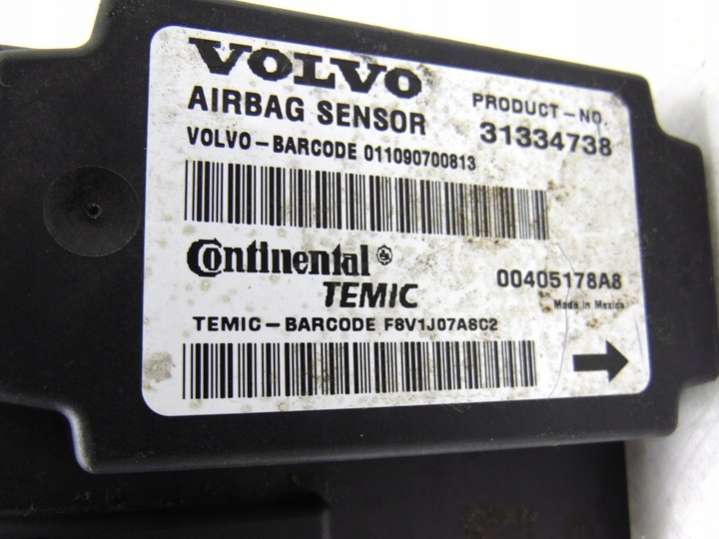 VOLVO
AIRBAG SENSOR
PRODUCT-NO.
31334738
VOLVO-BARCODE 011090700813
Continental
TEMIC
00405178A8
Made in Mexico
TEMIC-BARCODE F8V1J07A8C2